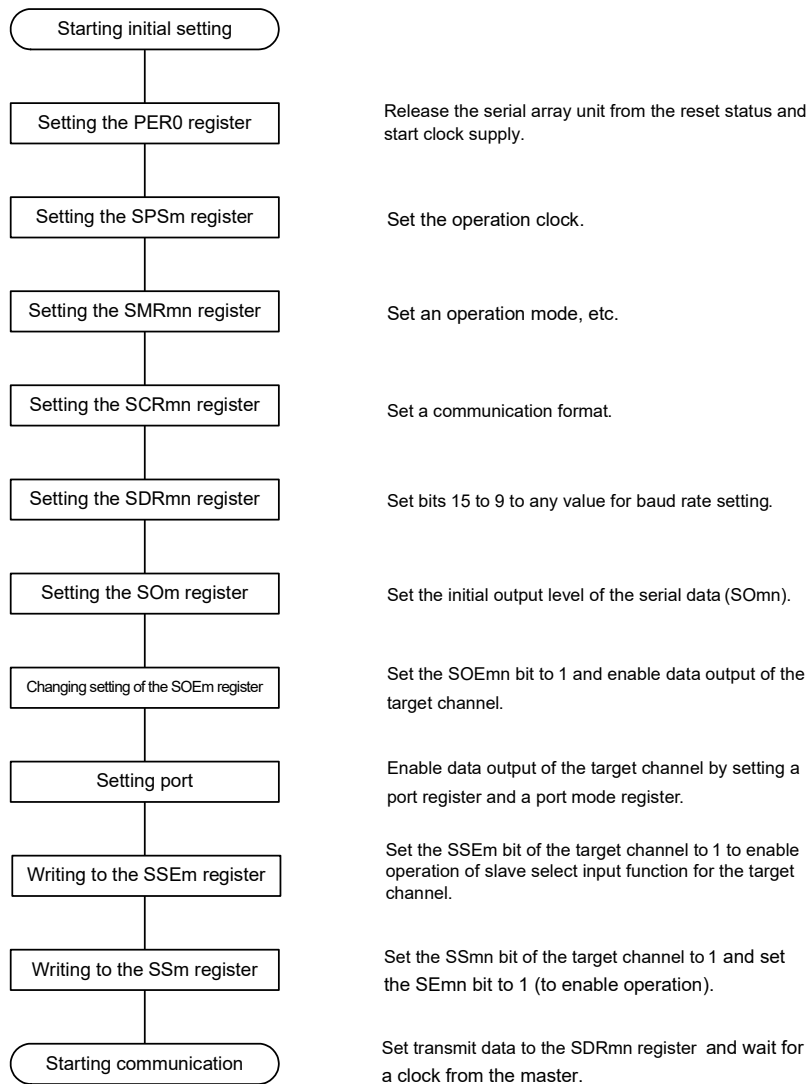 Starting initial setting
Setting the PER0 register
Release the serial array unit from the reset status and
start clock supply.
Setting the SPSm register
Set the operation clock.
Setting the SMRmn register
Set an operation mode, etc.
Setting the SCRmn register
Set a communication format.
Setting the SDRmn register
Set bits 15 to 9 to any value for baud rate setting.
Setting the SOm register
Set the initial output level of the serial data (SOmn).
Changing setting of the SOEm register
Set the SOEmn bit to 1 and enable data output of the
target channel.
Setting port
Enable data output of the target channel by setting a
port register and a port mode register.
Writing to the SSEm register
Set the SSEm bit of the target channel to 1 to enable
operation of slave select input function for the target
channel.
Writing to the SSm register
Set the SSmn bit of the target channel to 1 and set
the SEmn bit to 1 (to enable operation).
Starting communication
Set transmit data to the SDRmn register and wait for
a clock from the master.